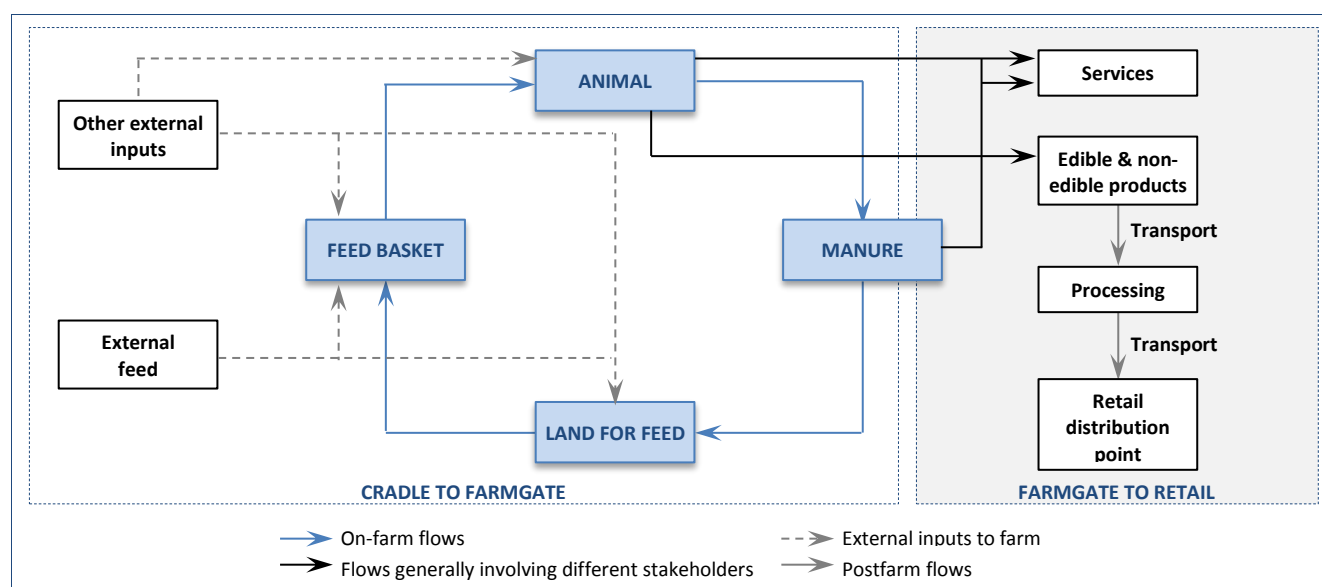 ANIMAL
Services
Other external
inputs
Edible & non-
edible products
Transport
FEED BASKET
MANURE
Processing
External
feed
Transport
LAND FOR FEED
Retail
distribution
point
CRADLE TO FARMGATE
FARMGATE TO RETAIL
On-farm flows
External inputs to farm
Flows generally involving different stakeholders
Postfarm flows